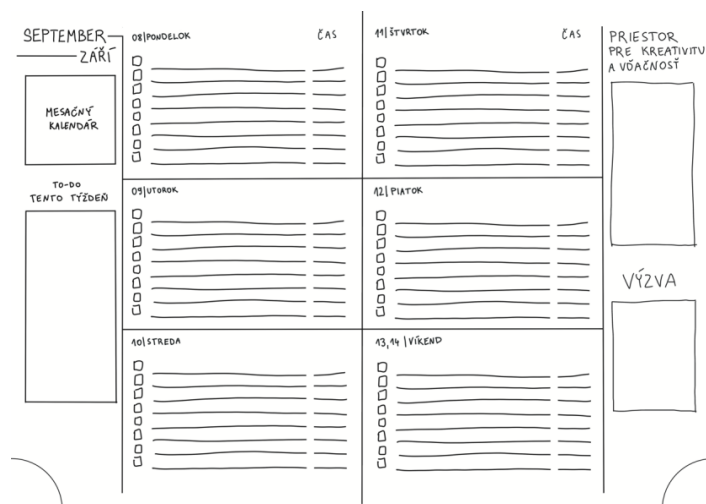 SEPTEMBER
ZÁŘÍ
MESAČNÝ
KALENDÁR
TO-DO
TENTO TÝŽDEŇ
08|PONDELOK
ČAS
09|UTOROK
10|STREDA
11|ŠTVRTOK
ČAS
12|PIATOK
13,14|VÍKEND
PRIESTOR
PRE KREATIVITU
A VĎAČNOSŤ
VÝZVA